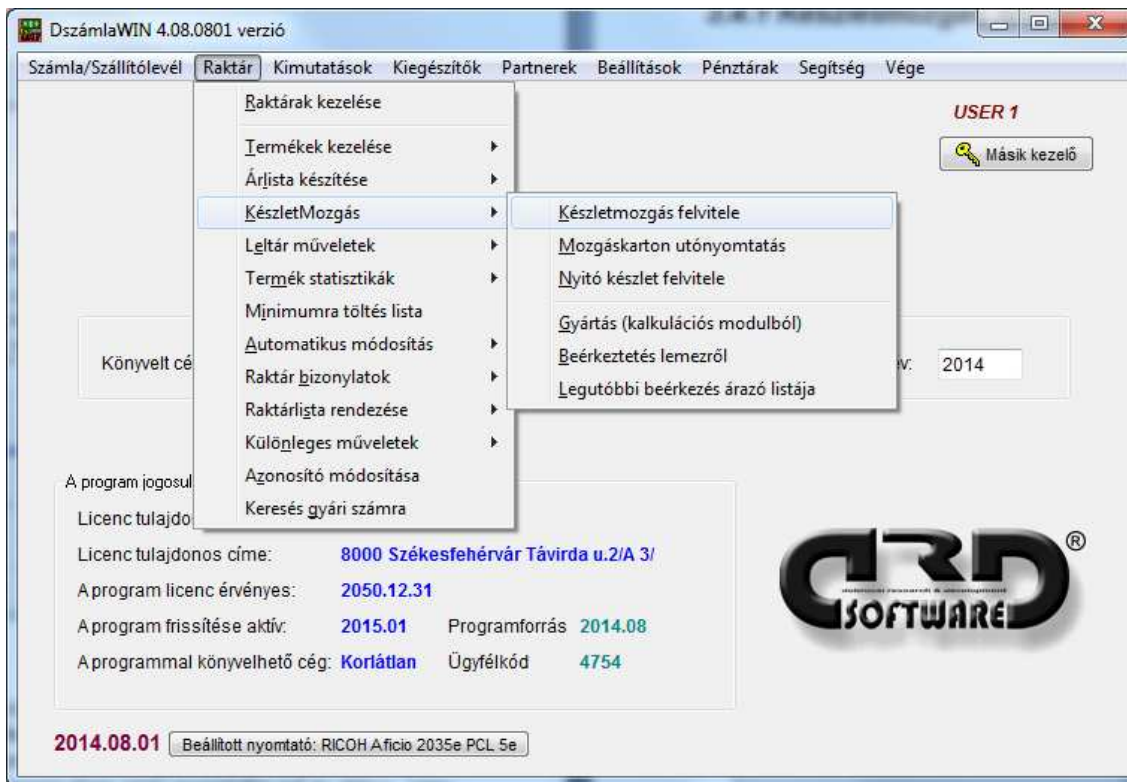 DszámlaWIN 4.08.0801 verzió
Számla/Szállítólevél Raktár Kimutatások Kiegészítők Partnerek Beállítások Pénztárak Segítség Vége
USER 1
Másik kezelő
Raktárak kezelése
Termékek kezelése
Árlista készítése
KészletMozgás
Leltár műveletek
Termék statisztikák
Minimumra töltés lista
Automatikus módosítás
Raktár bizonylatok
Raktárlista rendezése
Különleges műveletek
Azonosító módosítása
Keresés gyári számra
Készletmozgás felvitele
Mozgáskarton utónyomtatás
Nyitó készlet felvitele
Gyártás (kalkulációs modulból)
Beérkeztetés lemezről
Legutóbbi beérkezés árazó listája
Könyvelt cé
év: 2014
A program jogosul
Licenc tulajdo
Licenc tulajdonos címe: 8000 Székesfehérvár Távirda u.2/A 3/
A program licenc érvényes: 2050.12.31
A program frissítése aktív: 2015.01 Programforrás 2014.08
A programmal könyvelhető cég: Korlátlan Ügyfélkód 4754
DRD ®
SOFTWARE
2014.08.01 Beállított nyomtató: RICOH Aficio 2035e PCL 5e